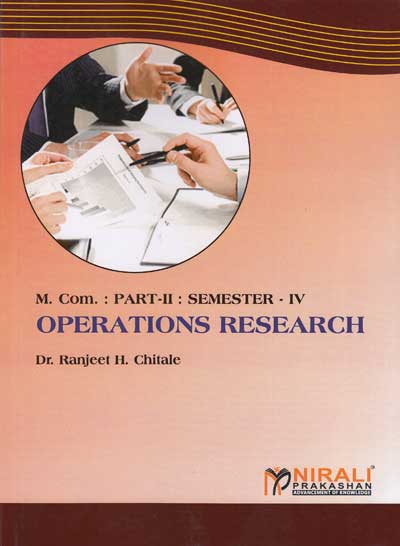 M. Com. : PART-II : SEMESTER - IV
OPERATIONS RESEARCH
Dr. Ranjeet H. Chitale
NIRALI®
PRAKASHAN
ADVANCEMENT OF KNOWLEDGE